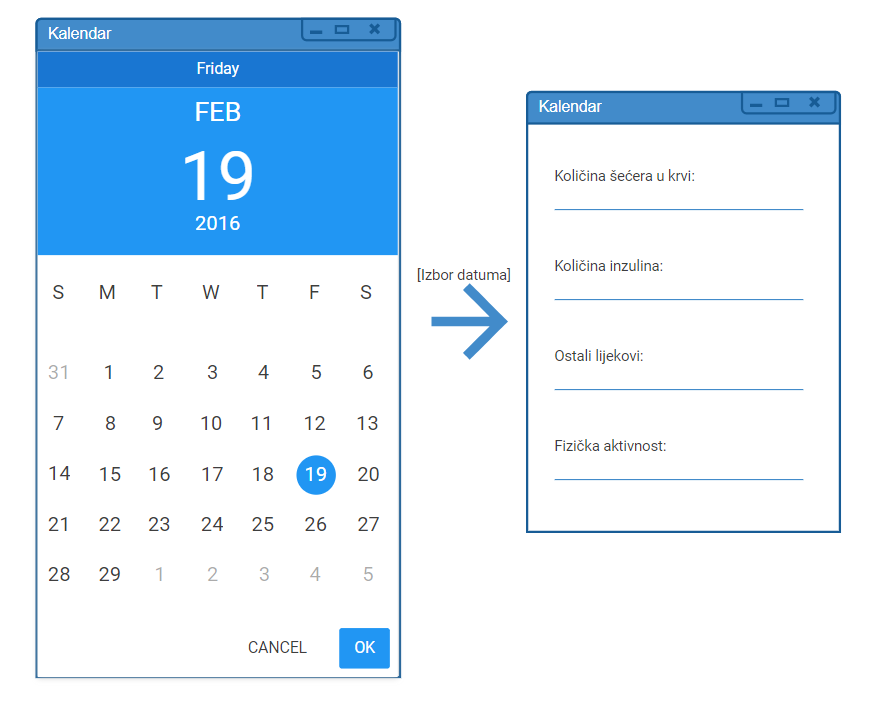 Kalendar
Friday
FEB
19
2016
S M T W T F S
31 1 2 3 4 5 6
7 8 9 10 11 12 13
14 15 16 17 18 19 20
21 22 23 24 25 26 27
28 29 1 2 3 4 5
CANCEL OK
[Izbor datuma]
Kalendar
Količina šećera u krvi:
Količina inzulina:
Ostali lijekovi:
Fizička aktivnost: